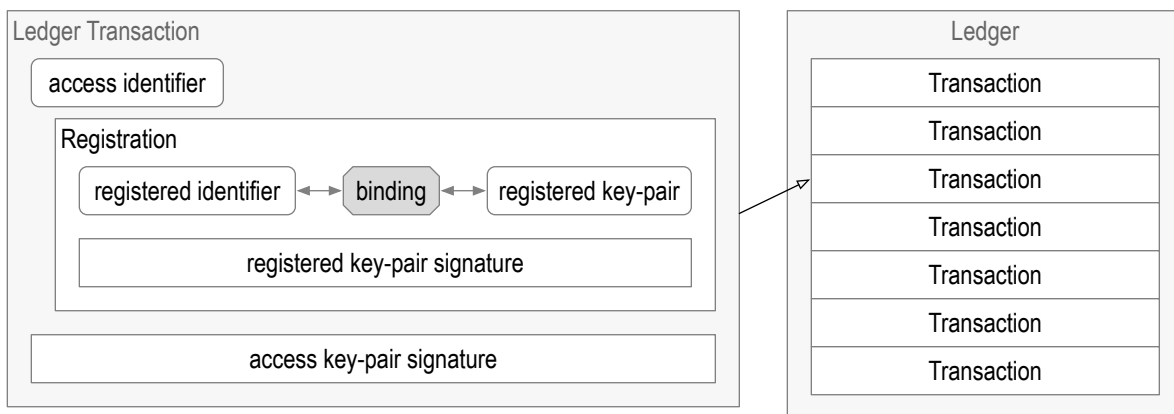 Ledger Transaction
access identifier
Registration
registered identifier
binding
registered key-pair
registered key-pair signature
access key-pair signature
Ledger
Transaction
Transaction
Transaction
Transaction
Transaction
Transaction
Transaction